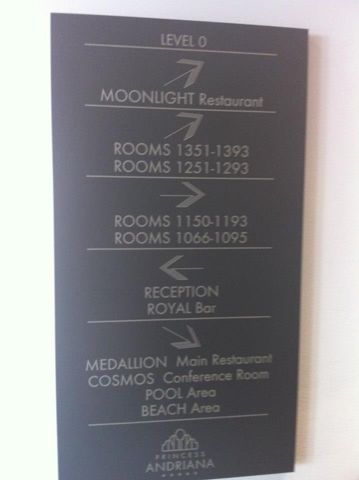 LEVEL 0
MOONLIGHT Restaurant
ROOMS 1351-1393
ROOMS 1251-1293
ROOMS 1150-1193
ROOMS 1066-1095
RECEPTION
ROYAL Bar
MEDALLION Main Restaurant
COSMOS Conference Room
POOL Area
BEACH Area
PRINCESS
ANDRIANA